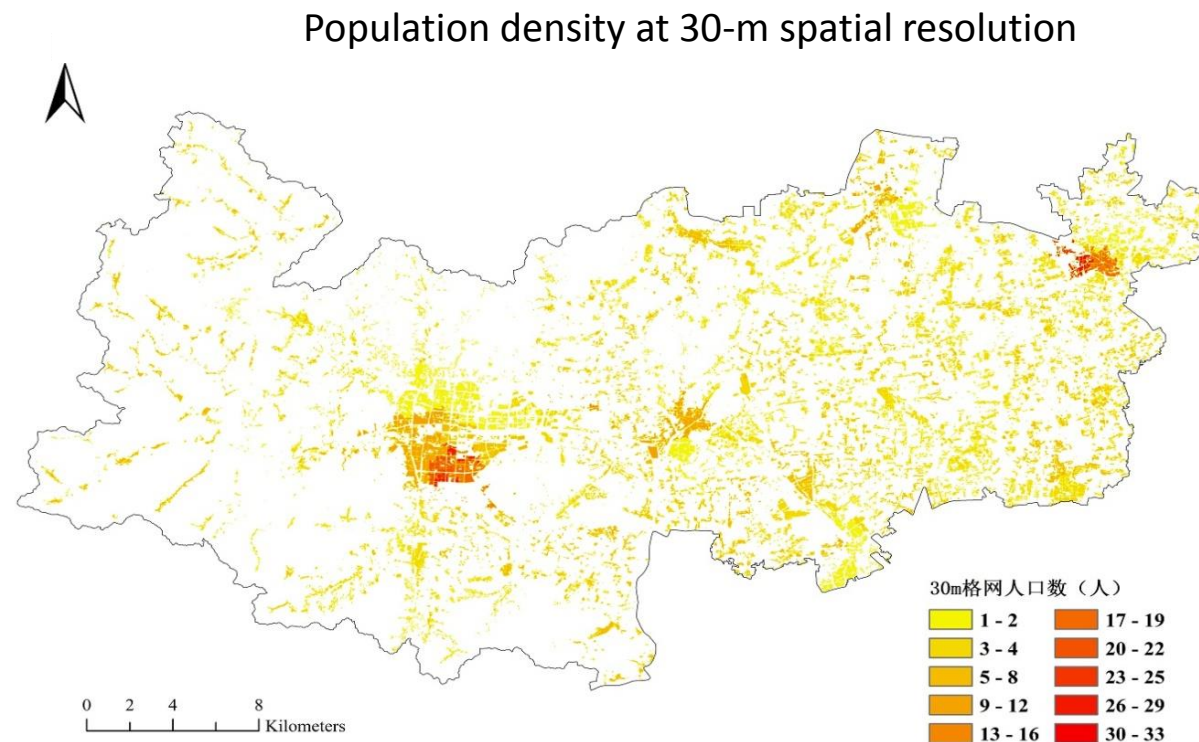 Population density at 30-m spatial resolution
30m格网人口数（人）
1 - 2
3 - 4
5 - 8
9 - 12
13 - 16
17 - 19
20 - 22
23 - 25
26 - 29
30 - 33
0 2 4 8
Kilometers